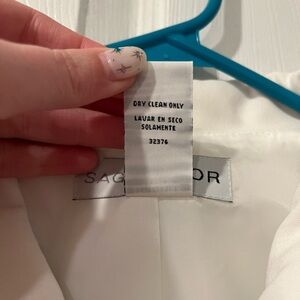 DRY CLEAN ONLY
LAVAR EN SECO
SOLAMENTE
32376